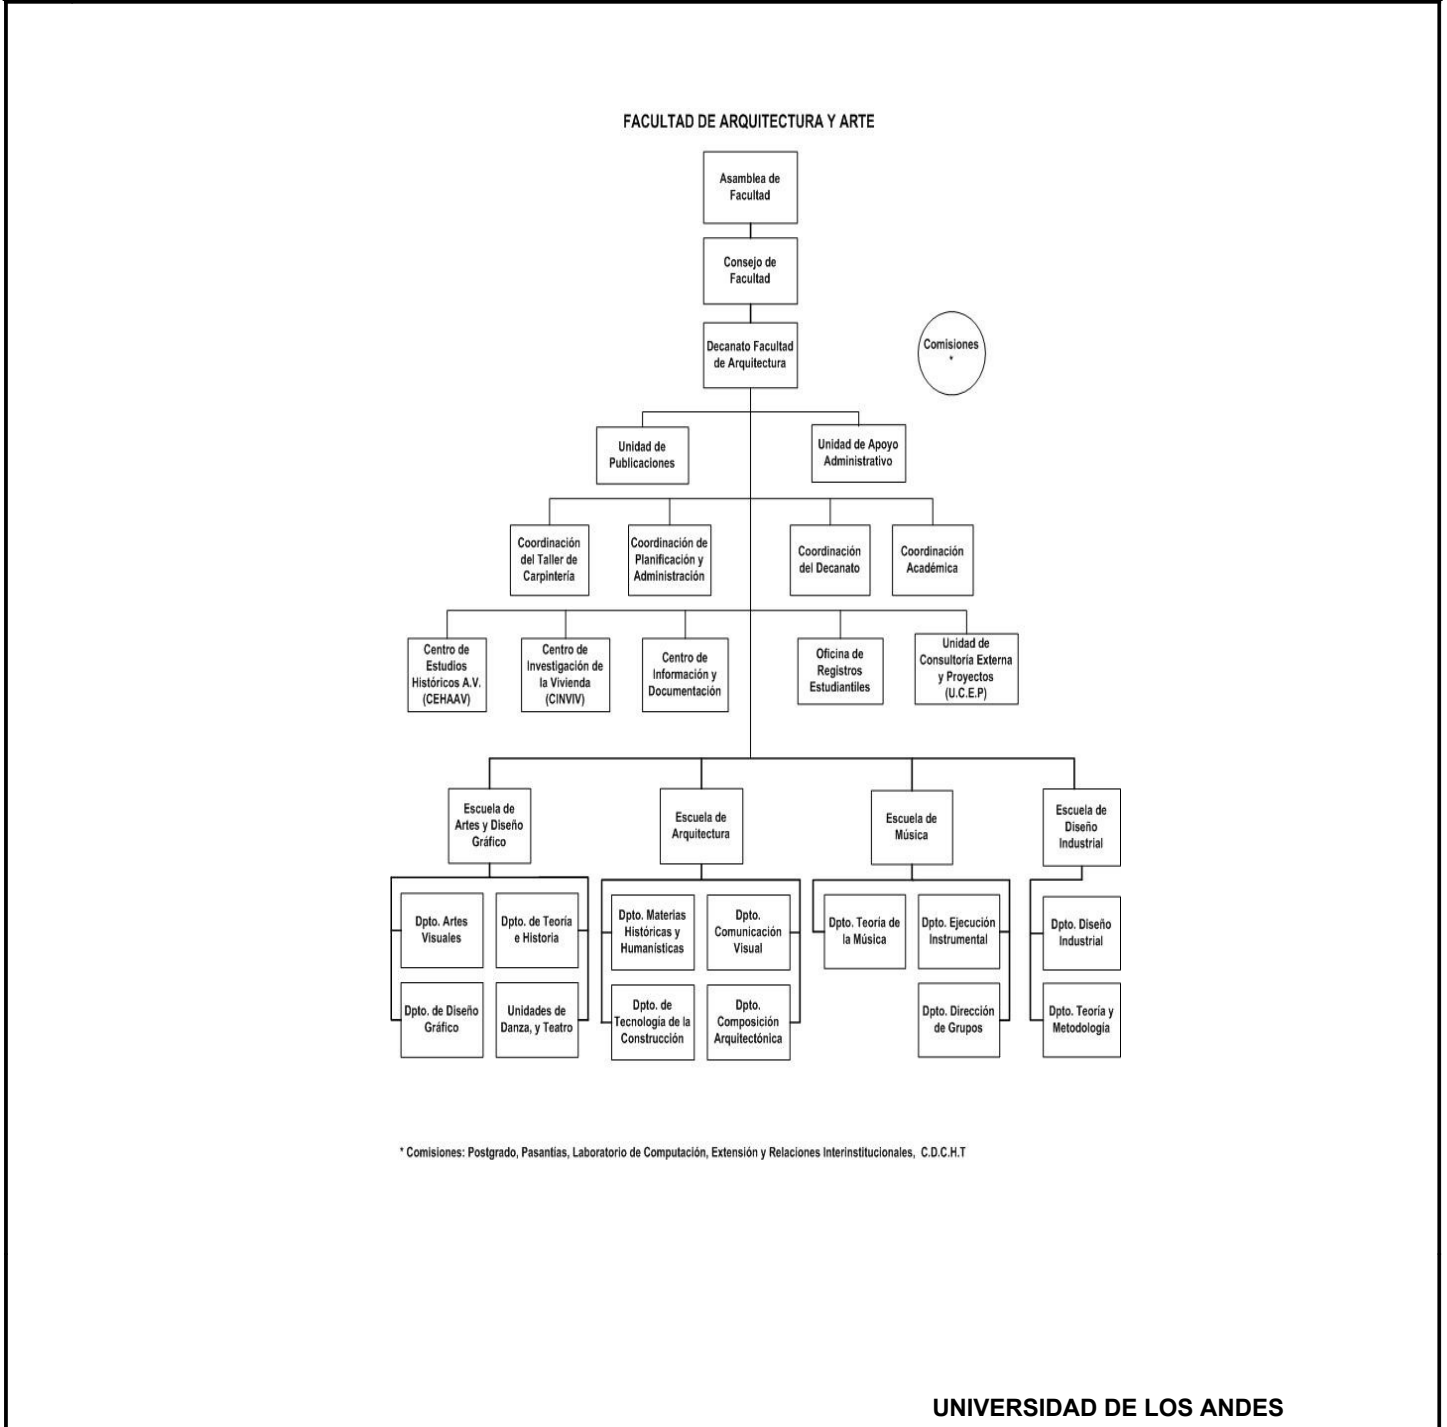 FACULTAD DE ARQUITECTURA Y ARTE
Asamblea de
Facultad
Consejo de
Facultad
Decanato Facultad
de Arquitectura
Comisiones
*
Unidad de
Publicaciones
Unidad de Apoyo
Administrativo
Coordinación
del Taller de
Carpintería
Coordinación de
Planificación y
Administración
Coordinación
del Decanato
Coordinación
Académica
Centro de
Estudios
Históricos A.V.
(CEHAAV)
Centro de
Investigación de
la Vivienda
(CINVIV)
Centro de
Información y
Documentación
Oficina de
Registros
Estudiantiles
Unidad de
Consultoría Externa
y Proyectos
(U.C.E.P)
Escuela de
Artes y Diseño
Gráfico
Escuela de
Arquitectura
Escuela de
Música
Escuela de
Diseño
Industrial
Dpto. Artes
Visuales
Dpto. de Teoría
e Historia
Dpto. Materias
Históricas y
Humanísticas
Dpto.
Comunicación
Visual
Dpto. Teoría de
la Música
Dpto. Ejecución
Instrumental
Dpto. Diseño
Industrial
Dpto. de Diseño
Gráfico
Unidades de
Danza, y Teatro
Dpto. de
Tecnología de la
Construcción
Dpto.
Composición
Arquitectónica
Dpto. Dirección
de Grupos
Dpto. Teoría y
Metodología
* Comisiones: Postgrado, Pasantías, Laboratorio de Computación, Extensión y Relaciones Interinstitucionales, C.D.C.H.T
UNIVERSIDAD DE LOS ANDES